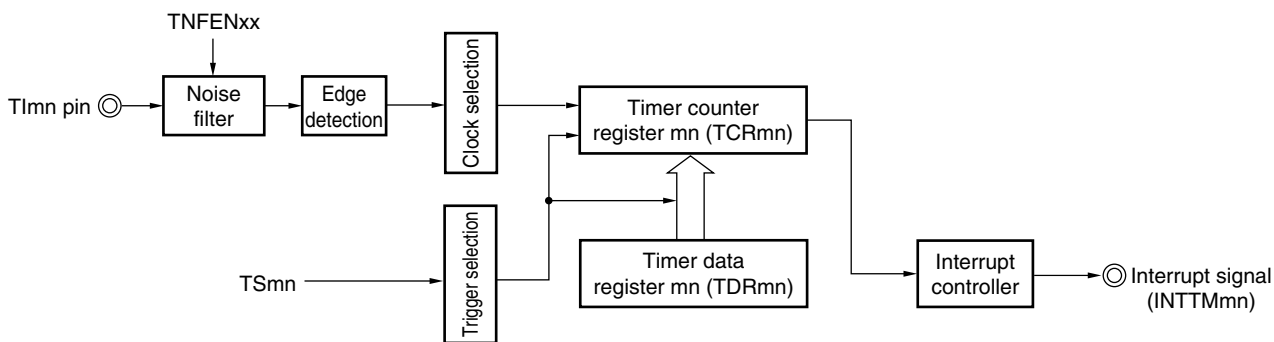 TNFENxx
TImn pin
Noise
filter
Edge
detection
Clock selection
Timer counter
register mn (TCRmn)
TSmn
Trigger selection
Timer data
register mn (TDRmn)
Interrupt
controller
Interrupt signal
(INTTMmn)